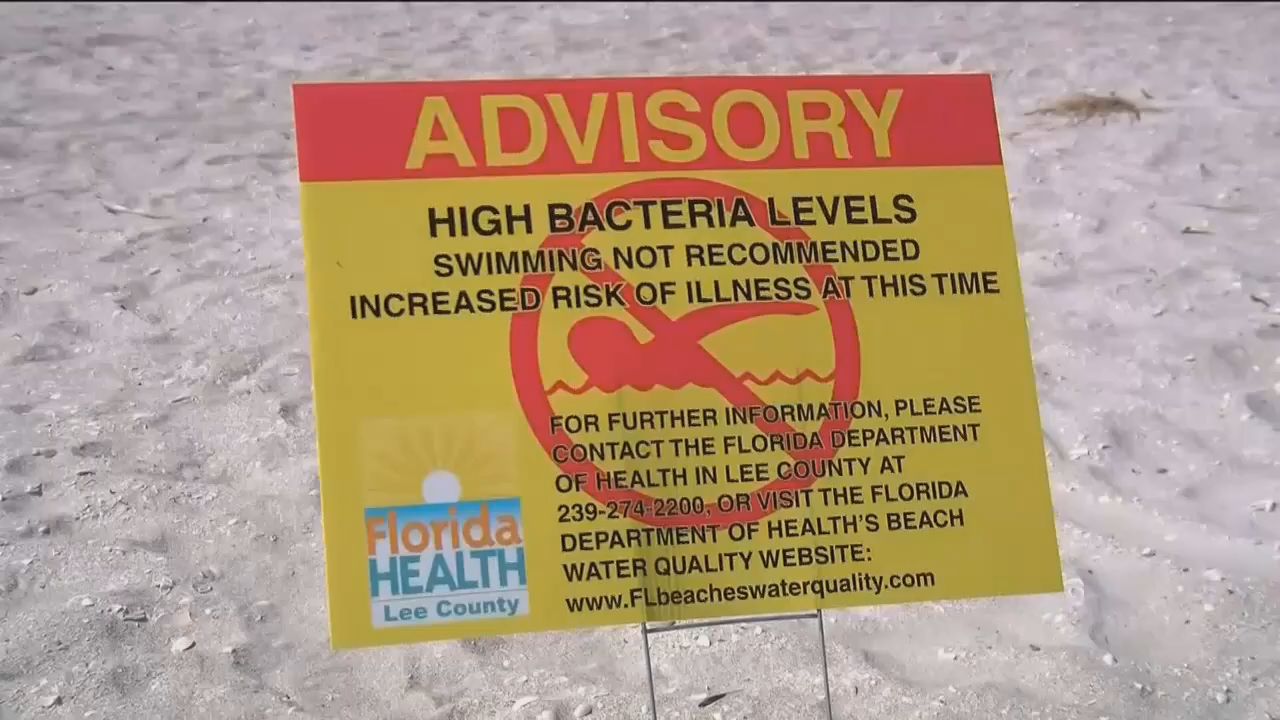 ADVISORY
HIGH BACTERIA LEVELS
SWIMMING NOT RECOMMENDED
INCREASED RISK OF ILLNESS AT THIS TIME
FOR FURTHER INFORMATION, PLEASE
CONTACT THE FLORIDA DEPARTMENT
OF HEALTH IN LEE COUNTY AT
239-274-2200, OR VISIT THE FLORIDA
DEPARTMENT OF HEALTH'S BEACH
WATER QUALITY WEBSITE:
www.FLbeacheswaterquality.com
Florida
HEALTH
Lee County